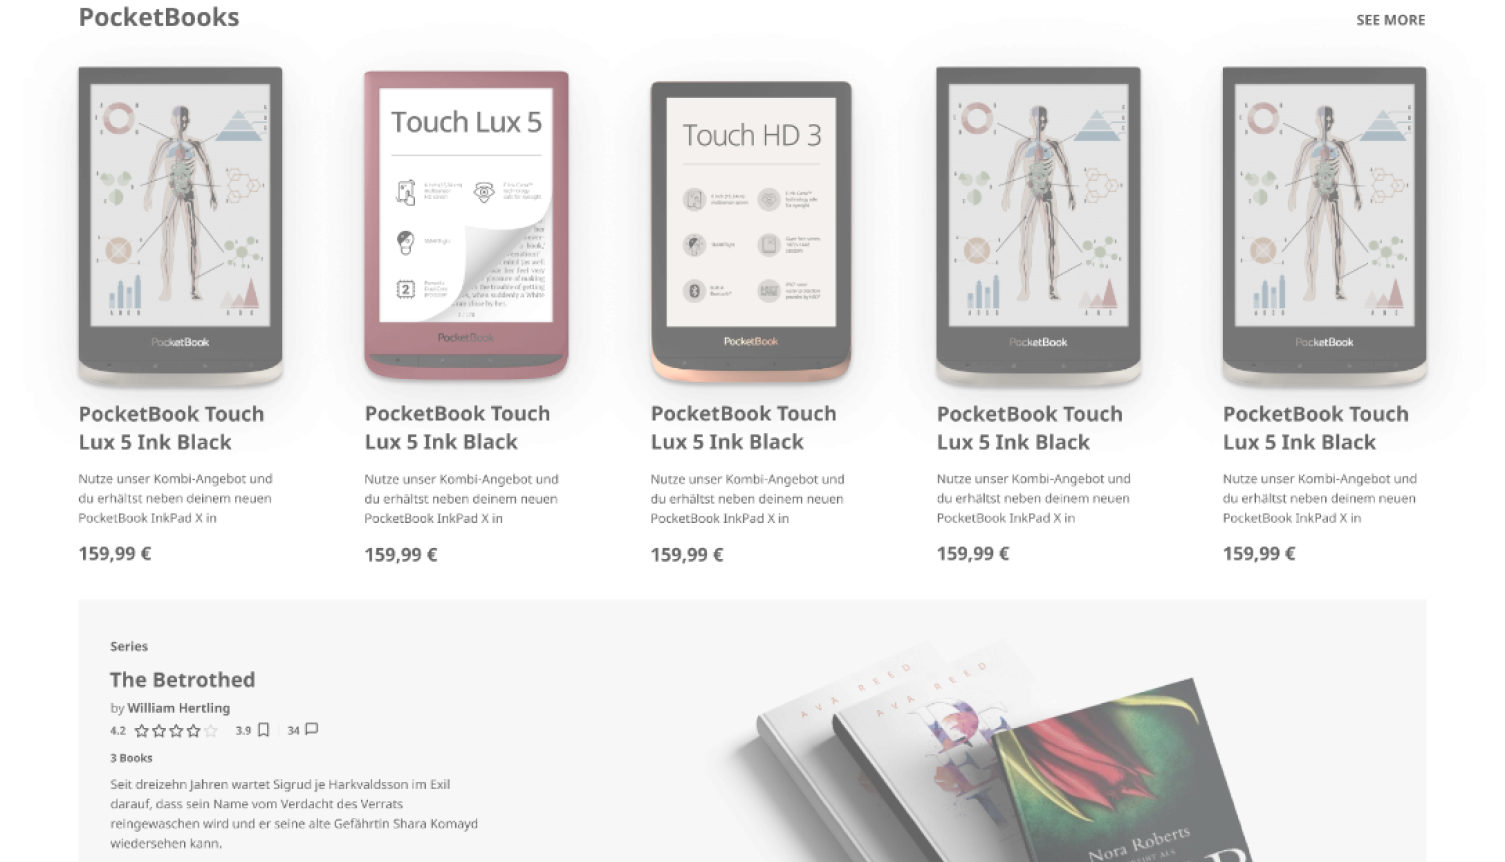 PocketBooks
SEE MORE
Touch Lux 5
Touch HD 3
PocketBook
PocketBook
PocketBook
PocketBook
PocketBook
PocketBook Touch
Lux 5 Ink Black
Nutze unser Kombi-Angebot und
du erhältst neben deinem neuen
PocketBook InkPad X in
159,99 €
PocketBook Touch
Lux 5 Ink Black
Nutze unser Kombi-Angebot und
du erhältst neben deinem neuen
PocketBook InkPad X in
159,99 €
PocketBook Touch
Lux 5 Ink Black
Nutze unser Kombi-Angebot und
du erhältst neben deinem neuen
PocketBook InkPad X in
159,99 €
PocketBook Touch
Lux 5 Ink Black
Nutze unser Kombi-Angebot und
du erhältst neben deinem neuen
PocketBook InkPad X in
159,99 €
PocketBook Touch
Lux 5 Ink Black
Nutze unser Kombi-Angebot und
du erhältst neben deinem neuen
PocketBook InkPad X in
159,99 €
Series
The Betrothed
by William Hertling
4.2 3.9 34
3 Books
Seit dreizehn Jahren wartet Sigrud je Harkvaldsson im Exil
darauf, dass sein Name vom Verdacht des Verrats
reingewaschen wird und er seine alte Gefährtin Shara Komayd
wiedersehen kann.
AVA REED
AVA REED
Nora Roberts